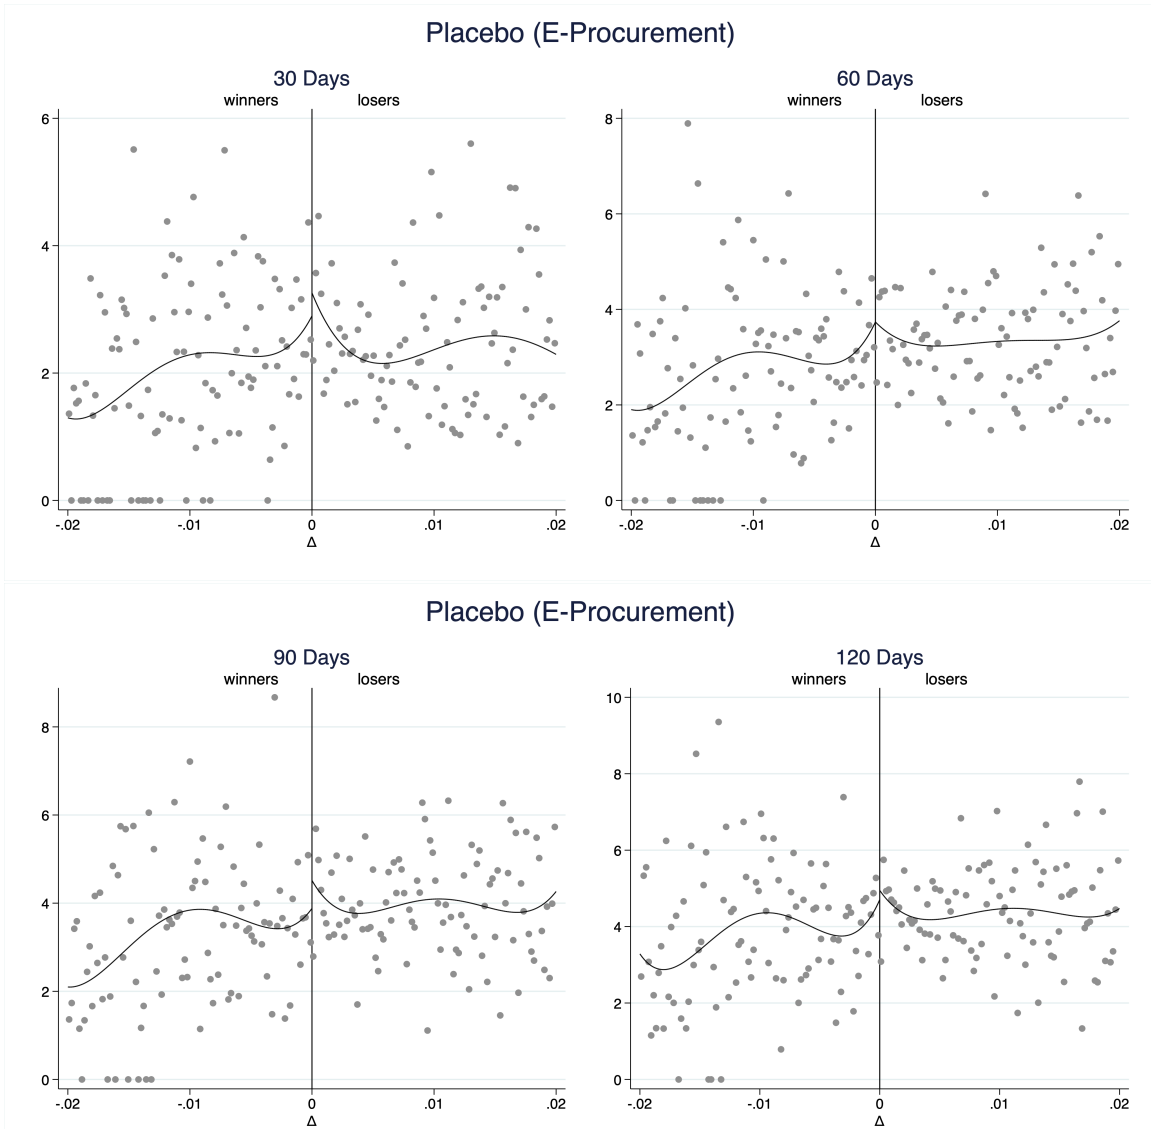 Placebo (E-Procurement)
30 Days
winners losers
6
4
2
0
-.02 -.01 0 .01 .02
Δ
60 Days
winners losers
8
6
4
2
0
-.02 -.01 0 .01 .02
Δ
Placebo (E-Procurement)
90 Days
winners losers
8
6
4
2
0
-.02 -.01 0 .01 .02
Δ
120 Days
winners losers
10
8
6
4
2
0
-.02 -.01 0 .01 .02
Δ